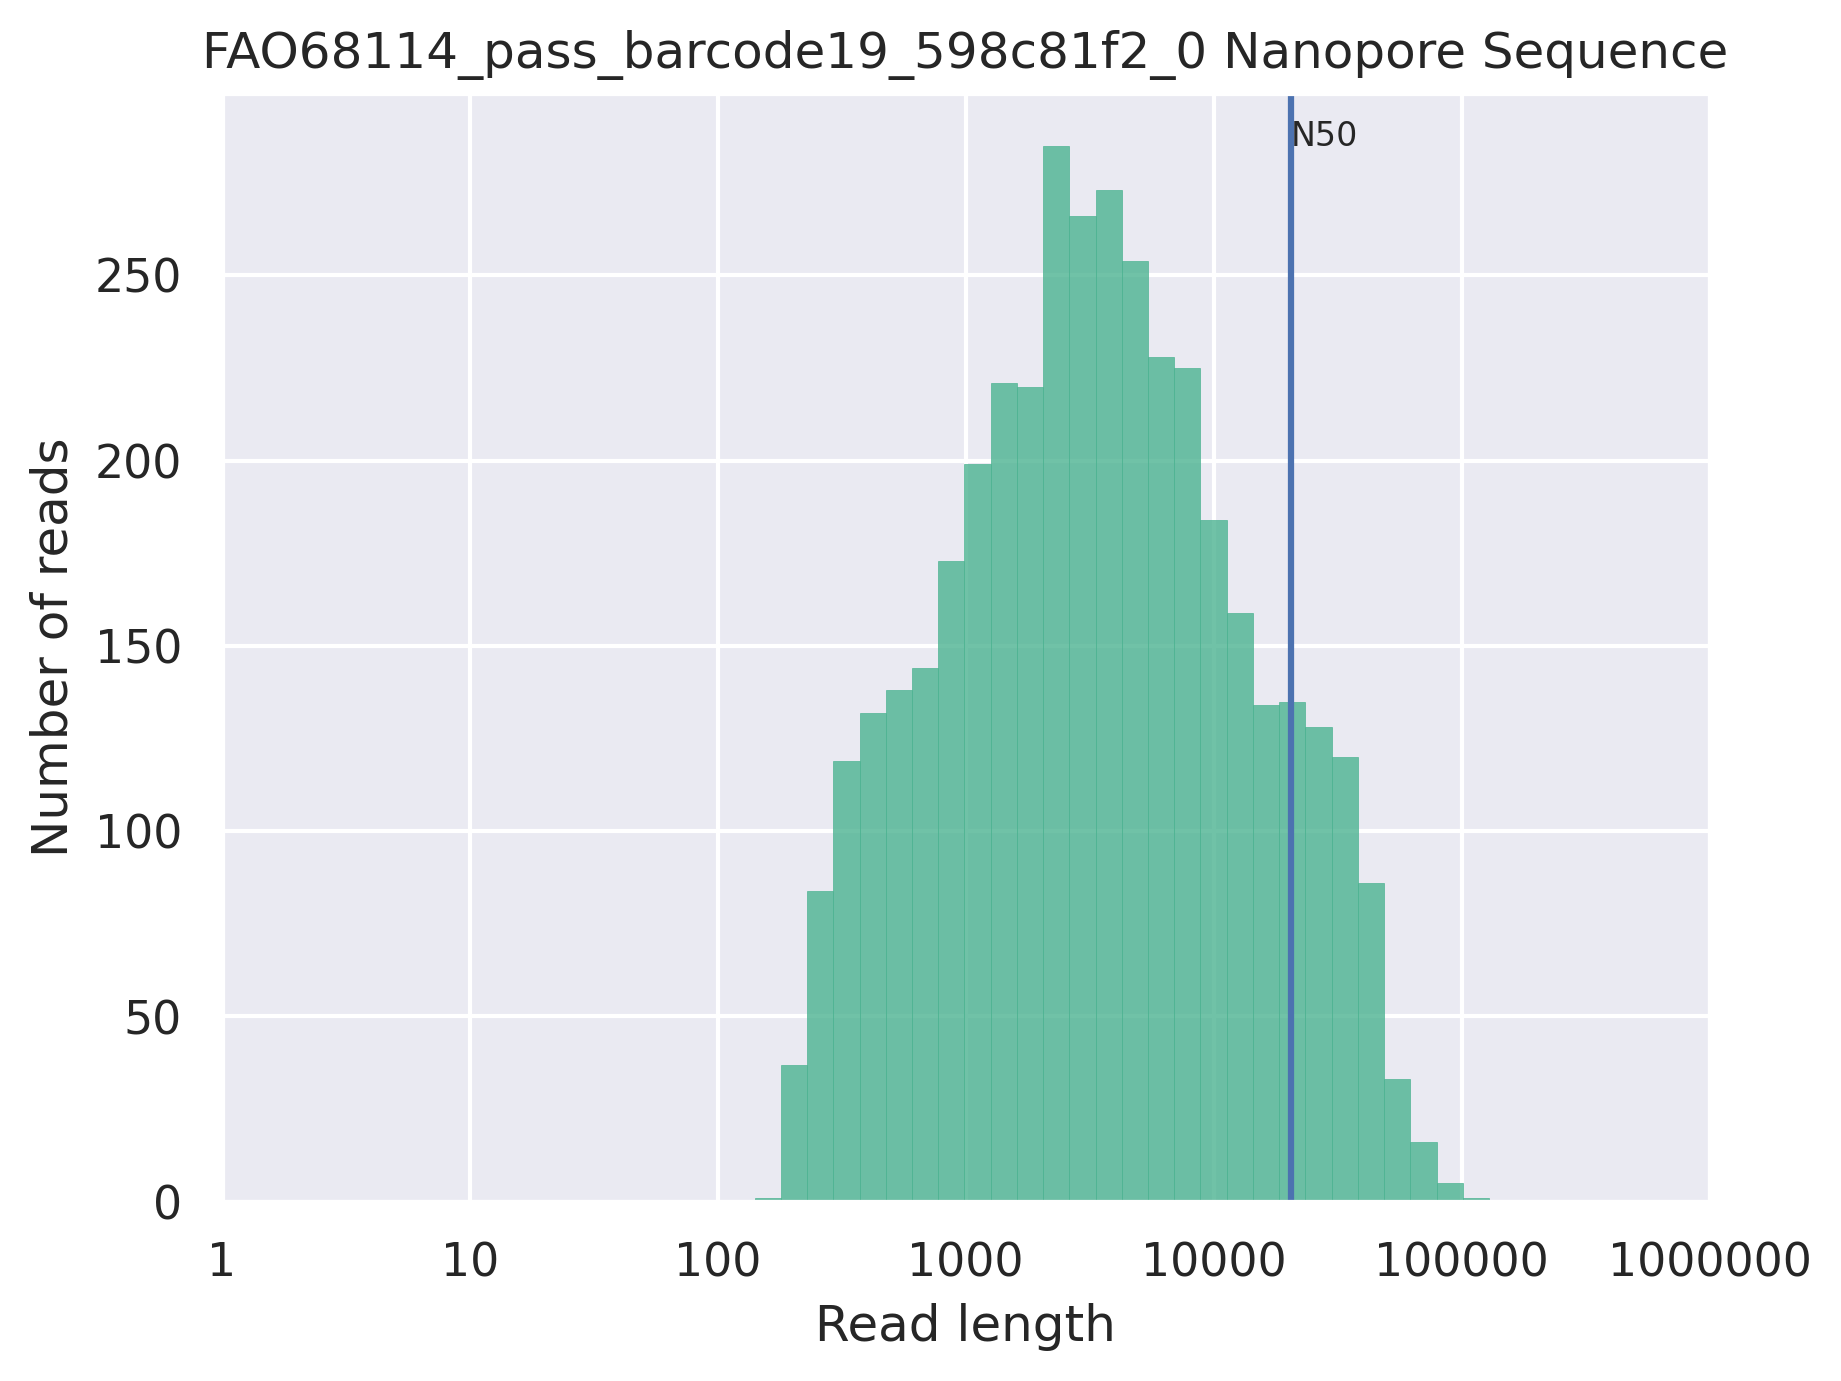 FAO68114_pass_barcode19_598c81f2_0 Nanopore Sequence
N50
250
200
150
100
50
0
Number of reads
1 10 100 1000 10000 100000 1000000
Read length